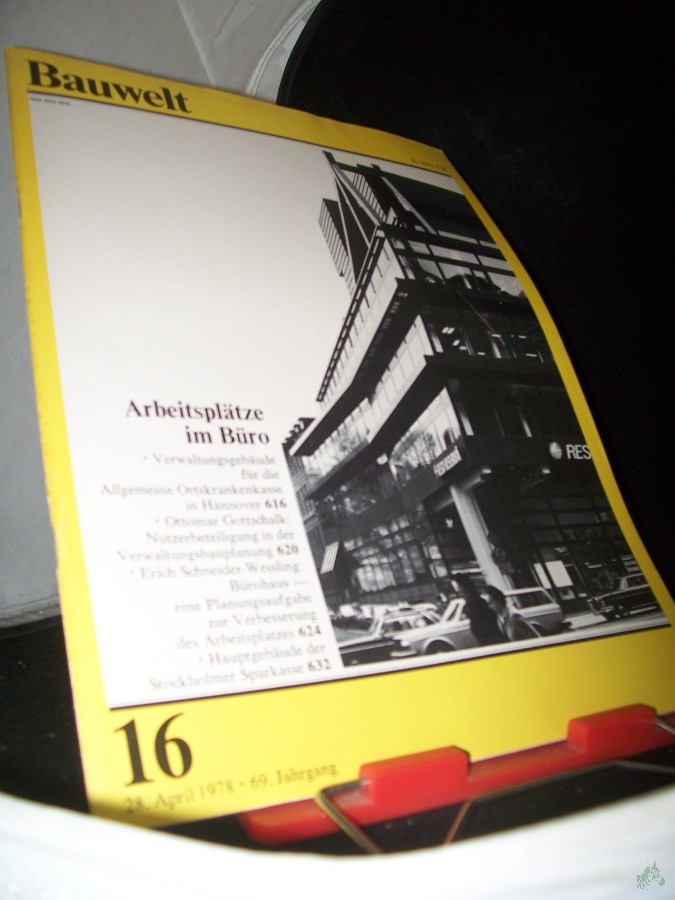 Bauwelt
Arbeitsplätze
im Büro
• Verwaltungsgebäude
für die
Allgemeine Ortskrankenkasse
in Hannover 616
• Ottomar Gottschalk:
Nutzerbeteiligung in der
Verwaltungsbauplanung 620
• Erich Schneider-Wessling:
Bürohaus —
eine Planungsaufgabe
zur Verbesserung
des Arbeitsplatzes 624
• Hauptgebäude der
Stockholmer Sparkasse 632
RES
16
28. April 1978 • 69. Jahrgang